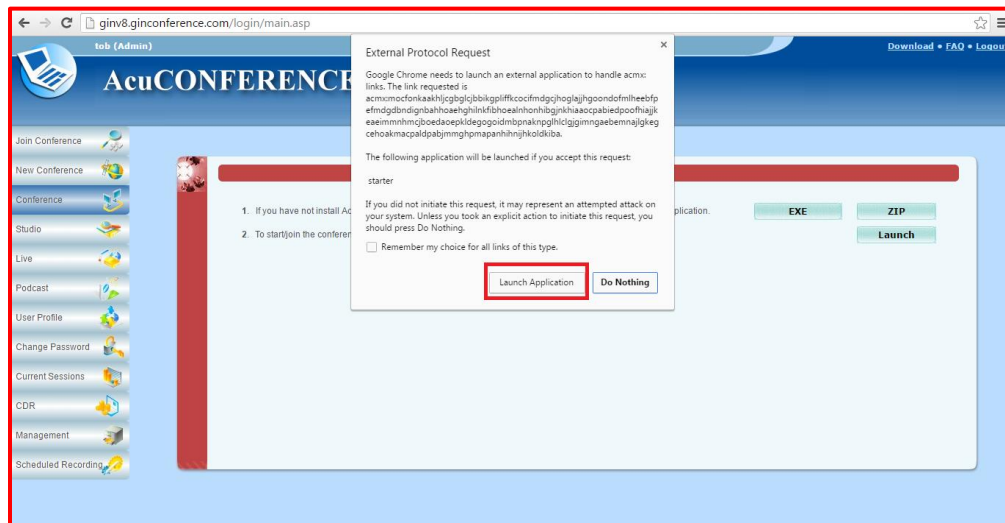 ginv8.ginconference.com/login/main.asp
tob (Admin)
Download • FAQ • Logout
AcuCONFERENCE
External Protocol Request
Google Chrome needs to launch an external application to handle acmx:
links. The link requested is
The following application will be launched if you accept this request:
starter
If you did not initiate this request, it may represent an attempted attack on
your system. Unless you took an explicit action to initiate this request, you
should press Do Nothing.
Remember my choice for all links of this type.
Launch Application
Do Nothing
Join Conference
New Conference
Conference
Studio
Live
Podcast
User Profile
Change Password
Current Sessions
CDR
Management
Scheduled Recording
1. If you have not install Ac
plication.
EXE
ZIP
2. To start/join the conferen
Launch